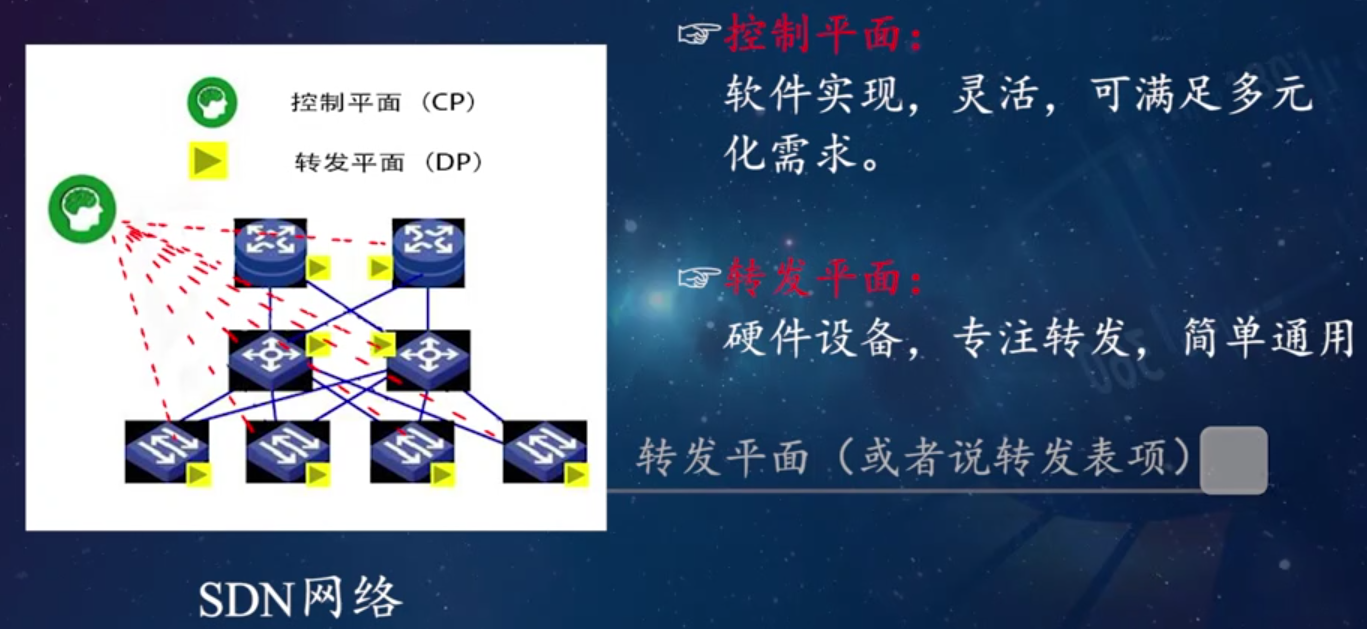 控制平面（CP）
转发平面（DP）
SDN网络
☞控制平面：
软件实现，灵活，可满足多元
化需求。
☞转发平面：
硬件设备，专注转发，简单通用
转发平面（或者说转发表项）